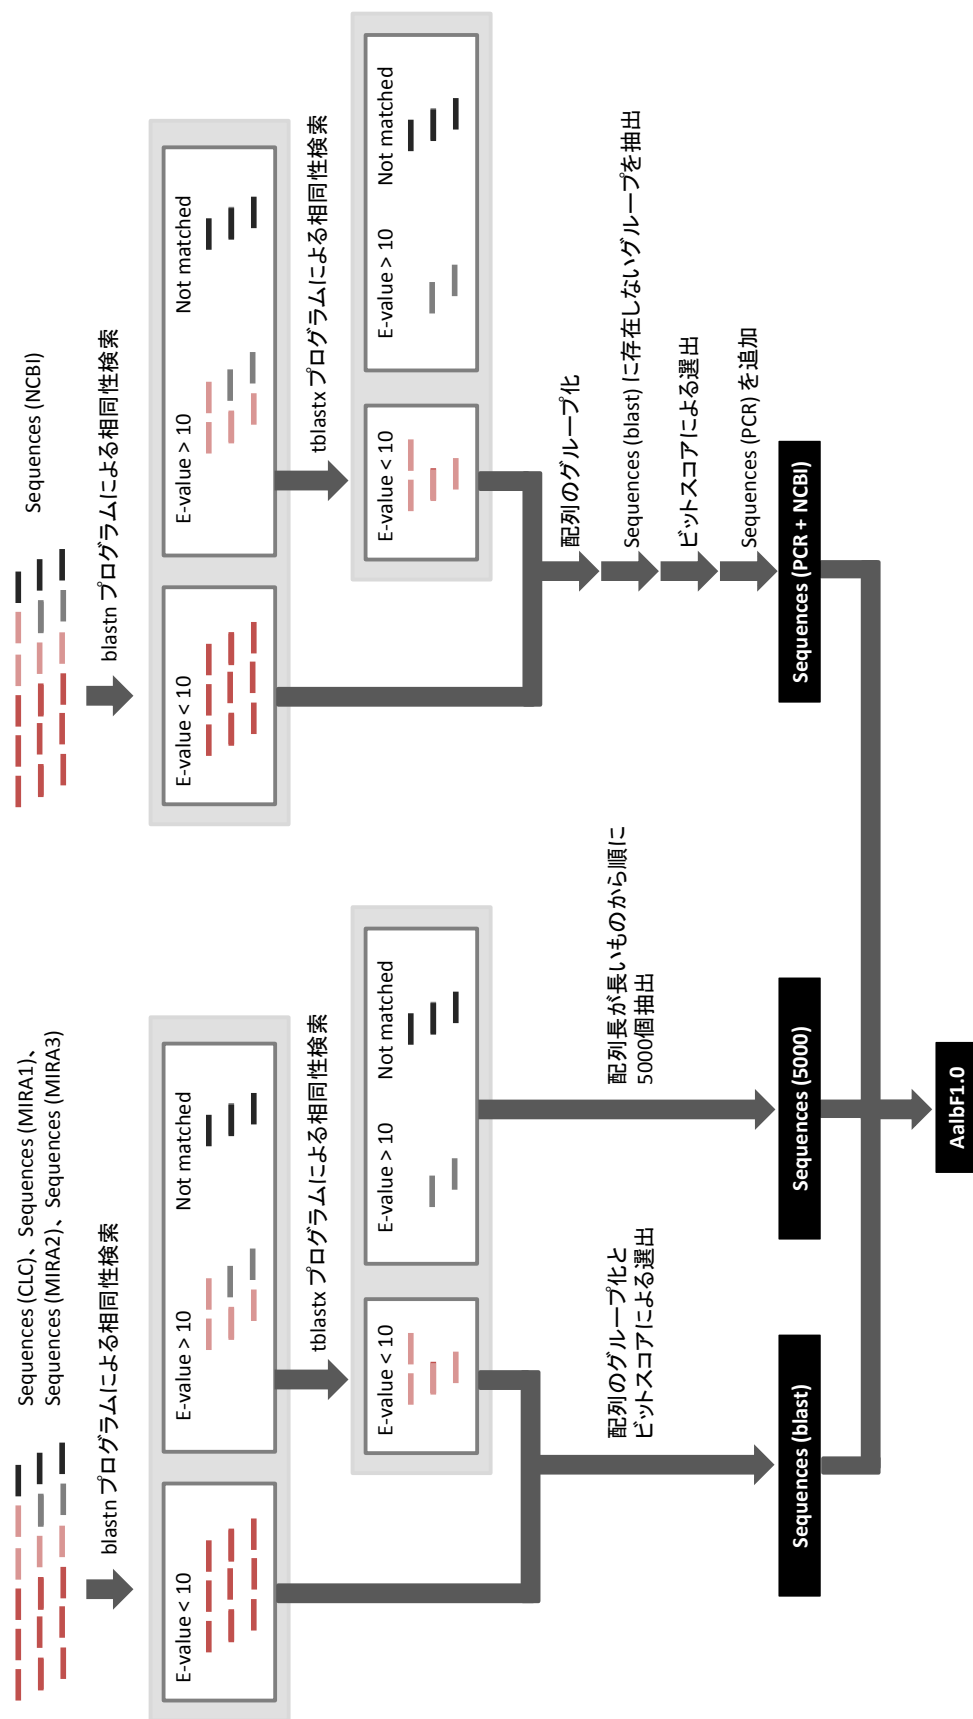 Sequences (CLC)、Sequences (MIRA1)、
Sequences (MIRA2)、Sequences (MIRA3)
blastn プログラムによる相同性検索
E-value < 10
E-value > 10
Not matched
tblastx プログラムによる相同性検索
E-value < 10
E-value > 10
Not matched
配列のグループ化と
ビットスコアによる選出
配列長が長いものから順に
5000個抽出
Sequences (blast)
Sequences (5000)
Sequences (NCBI)
blastn プログラムによる相同性検索
E-value < 10
E-value > 10
Not matched
tblastx プログラムによる相同性検索
E-value < 10
E-value > 10
Not matched
配列のグループ化
Sequences (blast) に存在しないグループを抽出
ビットスコアによる選出
Sequences (PCR) を追加
Sequences (PCR + NCBI)
AalbF1.0